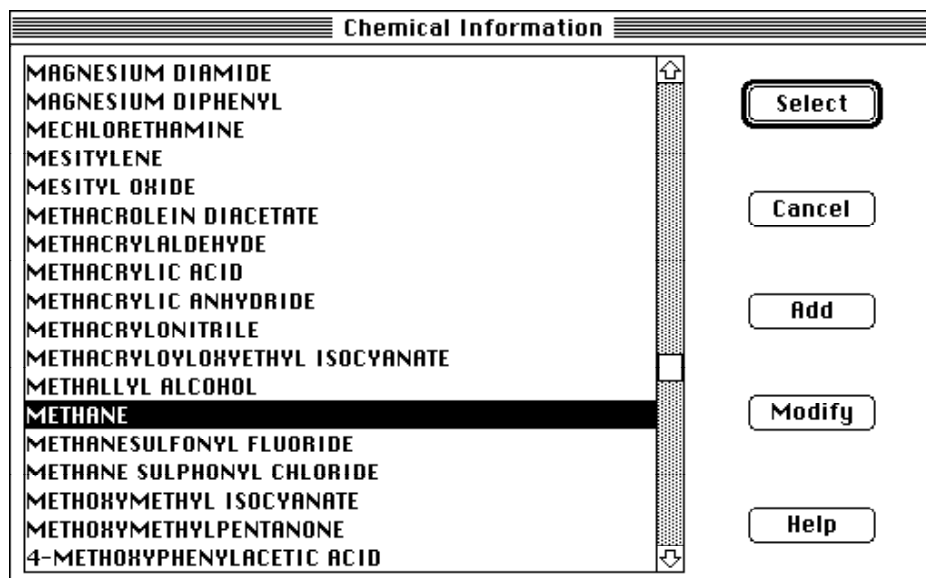 Chemical Information
MAGNESIUM DIAMIDE
MAGNESIUM DIPHENYL
MECHLORETHAMINE
MESITYLENE
MESITYL OXIDE
METHACROLEIN DIACETATE
METHACRYLALDEHYDE
METHACRYLIC ACID
METHACRYLIC ANHYDRIDE
METHACRYLONITRILE
METHACRYLOYLOXYETHYL ISOCYANATE
METHALLYL ALCOHOL
METHANE
METHANESULFONYL FLUORIDE
METHANE SULPHONYL CHLORIDE
METHOXYMETHYL ISOCYANATE
METHOXYMETHYLPENTANONE
4-METHOXYPHENYLACETIC ACID
Select
Cancel
Add
Modify
Help